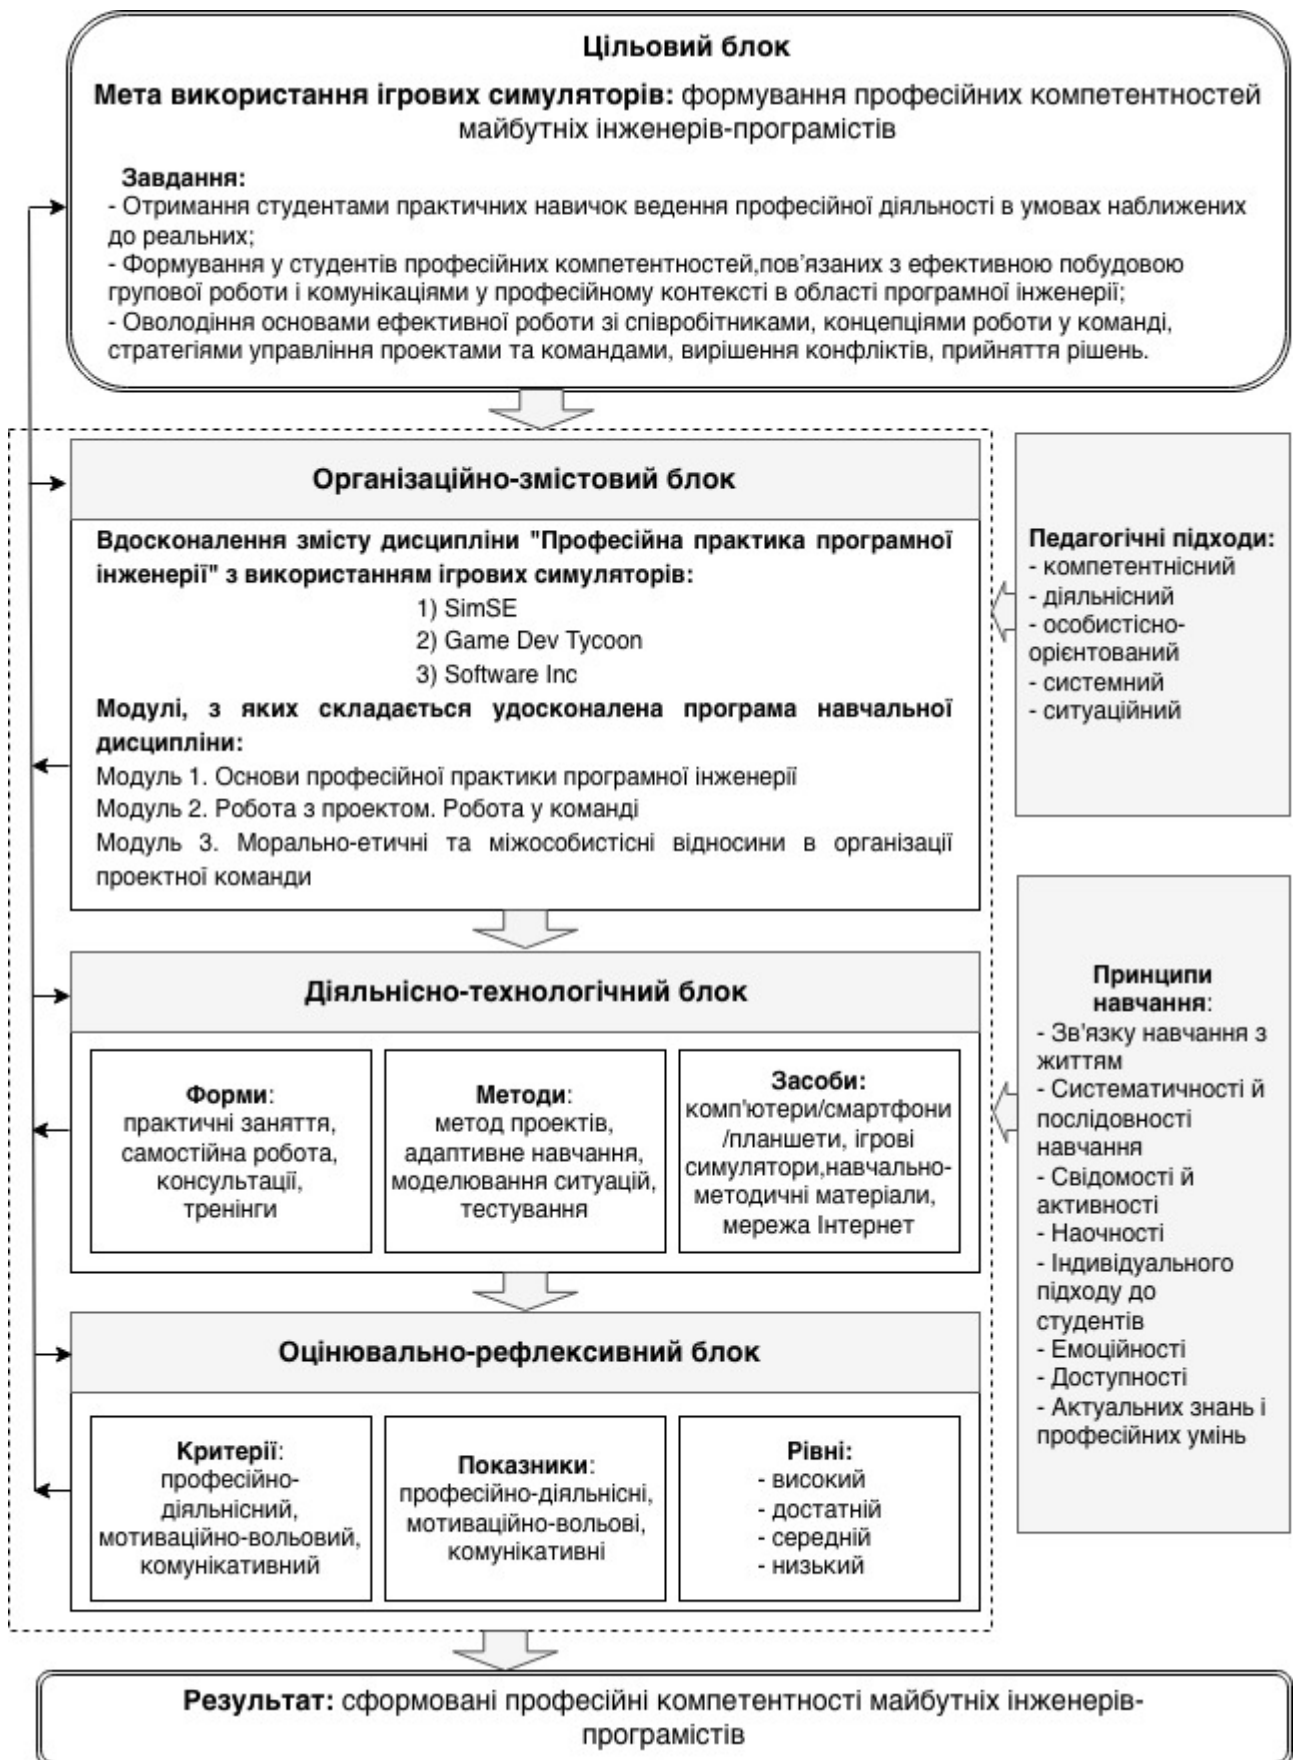 Цільовий блок
Мета використання ігрових симуляторів: формування професійних компетентностей
майбутніх інженерів-програмістів
Завдання:
- Отримання студентами практичних навичок ведення професійної діяльності в умовах наближених
до реальних;
- Формування у студентів професійних компетентностей,пов’язаних з ефективною побудовою
групової роботи і комунікаціями у професійному контексті в області програмної інженерії;
- Оволодіння основами ефективної роботи зі співробітниками, концепціями роботи у команді,
стратегіями управління проектами та командами, вирішення конфліктів, прийняття рішень.
Організаційно-змістовий блок
Вдосконалення змісту дисципліни "Професійна практика програмної
інженерії" з використанням ігрових симуляторів:
1) SimSE
2) Game Dev Tycoon
3) Software Inc
Модулі, з яких складається удосконалена програма навчальної
дисципліни:
Модуль 1. Основи професійної практики програмної інженерії
Модуль 2. Робота з проектом. Робота у команді
Модуль 3. Морально-етичні та міжособистісні відносини в організації
проектної команди
Педагогічні підходи:
- компетентнісний
- діяльнісний
- особистісно-
орієнтований
- системний
- ситуаційний
Діяльнісно-технологічний блок
Форми:
практичні заняття,
самостійна робота,
консультації,
тренінги
Методи:
метод проектів,
адаптивне навчання,
моделювання ситуацій,
тестування
Засоби:
комп'ютери/смартфони
/планшети, ігрові
симулятори,навчально-
методичні матеріали,
мережа Інтернет
Принципи
навчання:
- Зв'язку навчання з
життям
- Систематичності й
послідовності
навчання
- Свідомості й
активності
- Наочності
- Індивідуального
підходу до
студентів
- Емоційності
- Доступності
- Актуальних знань і
професійних умінь
Оцінювально-рефлексивний блок
Критерії:
професійно-
діяльнісний,
мотиваційно-вольовий,
комунікативний
Показники:
професійно-діяльнісні,
мотиваційно-вольові,
комунікативні
Рівні:
- високий
- достатній
- середній
- низький
Результат: сформовані професійні компетентності майбутніх інженерів-
програмістів